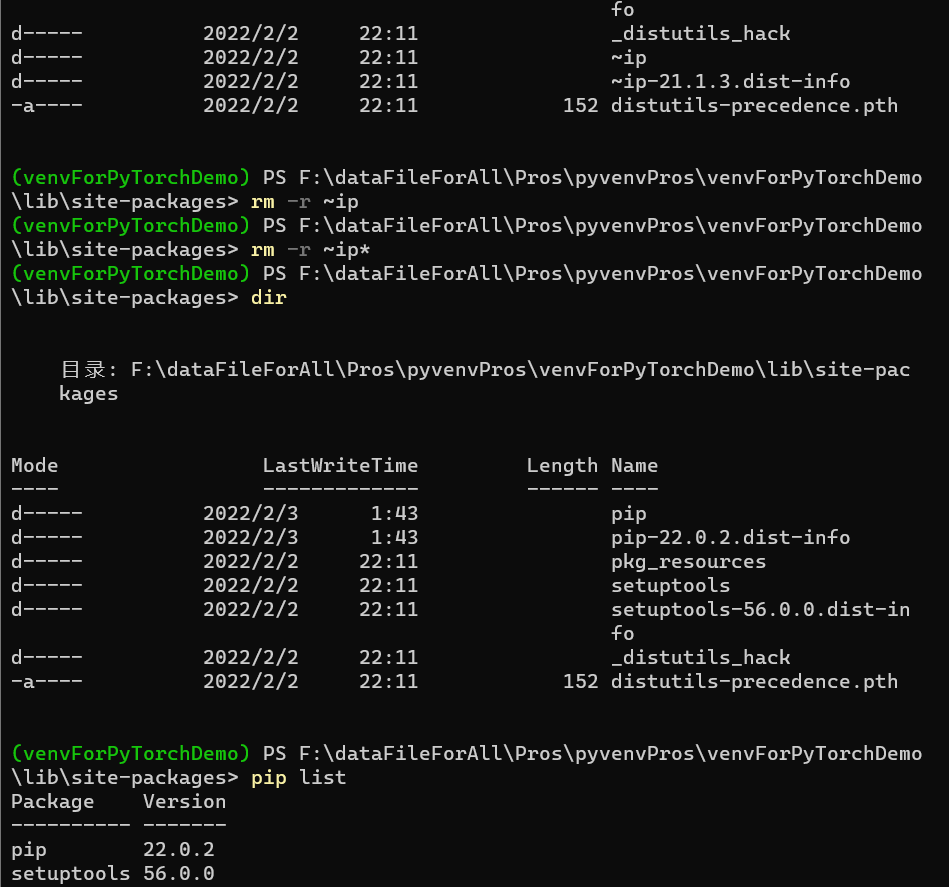 fo
d-----          2022/2/2     22:11                _distutils_hack
d-----          2022/2/2     22:11                ~ip
d-----          2022/2/2     22:11                ~ip-21.1.3.dist-info
-a----          2022/2/2     22:11            152 distutils-precedence.pth
(venvForPyTorchDemo) PS F:\dataFileForAll\Pros\pyvenvPros\venvForPyTorchDemo
\lib\site-packages> rm -r ~ip
(venvForPyTorchDemo) PS F:\dataFileForAll\Pros\pyvenvPros\venvForPyTorchDemo
\lib\site-packages> rm -r ~ip*
(venvForPyTorchDemo) PS F:\dataFileForAll\Pros\pyvenvPros\venvForPyTorchDemo
\lib\site-packages> dir
目录: F:\dataFileForAll\Pros\pyvenvPros\venvForPyTorchDemo\lib\site-pac
kages
Mode                 LastWriteTime         Length Name
----                 -------------         ------ ----
d-----          2022/2/3      1:43                pip
d-----          2022/2/3      1:43                pip-22.0.2.dist-info
d-----          2022/2/2     22:11                pkg_resources
d-----          2022/2/2     22:11                setuptools
d-----          2022/2/2     22:11                setuptools-56.0.0.dist-in
fo
d-----          2022/2/2     22:11                _distutils_hack
-a----          2022/2/2     22:11            152 distutils-precedence.pth
(venvForPyTorchDemo) PS F:\dataFileForAll\Pros\pyvenvPros\venvForPyTorchDemo
\lib\site-packages> pip list
Package    Version
---------- -------
pip        22.0.2
setuptools 56.0.0